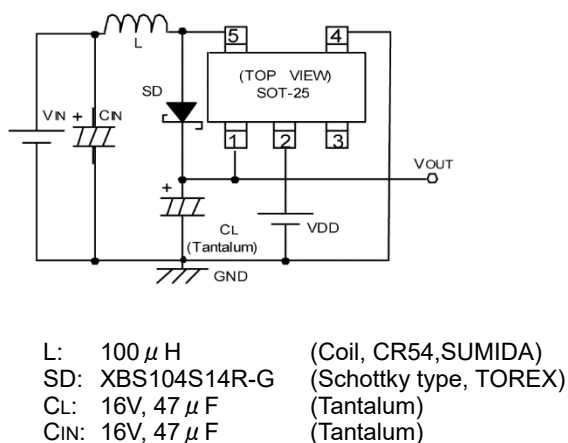 L
5
4
(TOP VIEW)
SOT-25
SD
VIN + CIN
1
2
3
VOUT
+
CL
(Tantalum)
VDD
GND
L: 100 μH (Coil, CR54,SUMIDA)
SD: XBS104S14R-G (Schottky type, TOREX)
CL: 16V, 47 μF (Tantalum)
CIN: 16V, 47 μF (Tantalum)